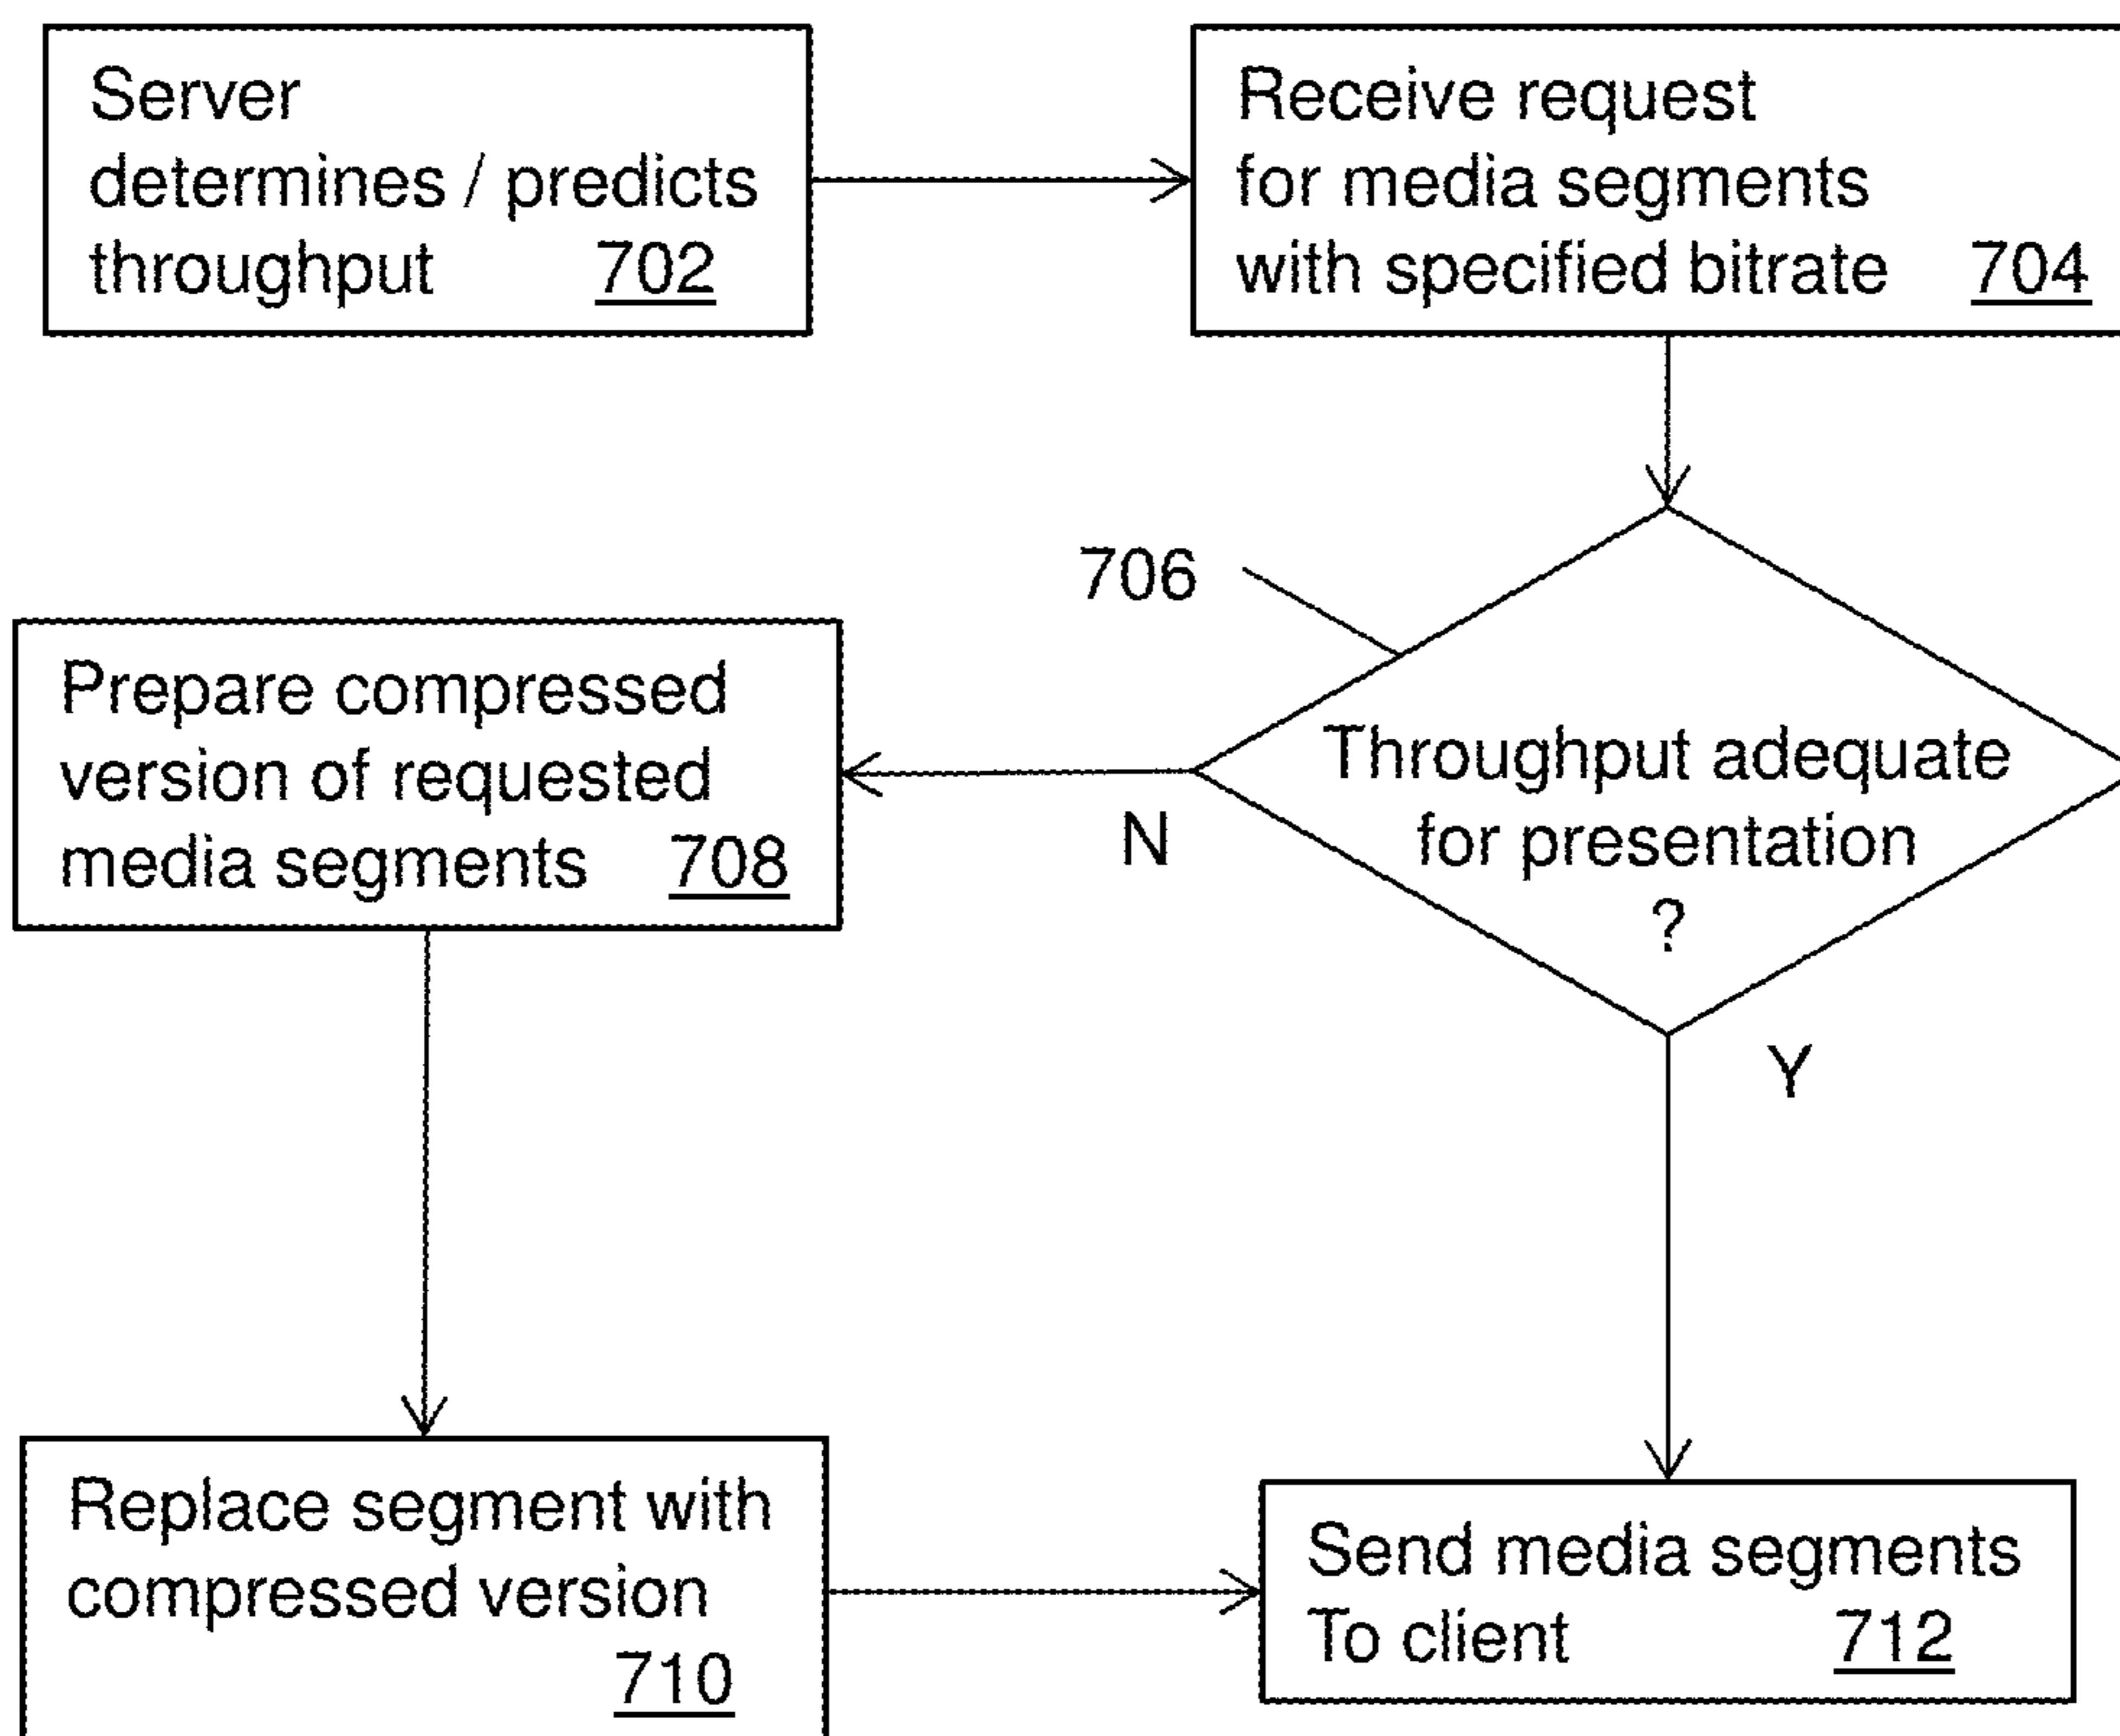 Server
determines / predicts
throughput 702
Receive request
for media segments
with specified bitrate 704
706
Throughput adequate
for presentation
?
N
Y
Prepare compressed
version of requested
media segments 708
Replace segment with
compressed version
710
Send media segments
To client 712